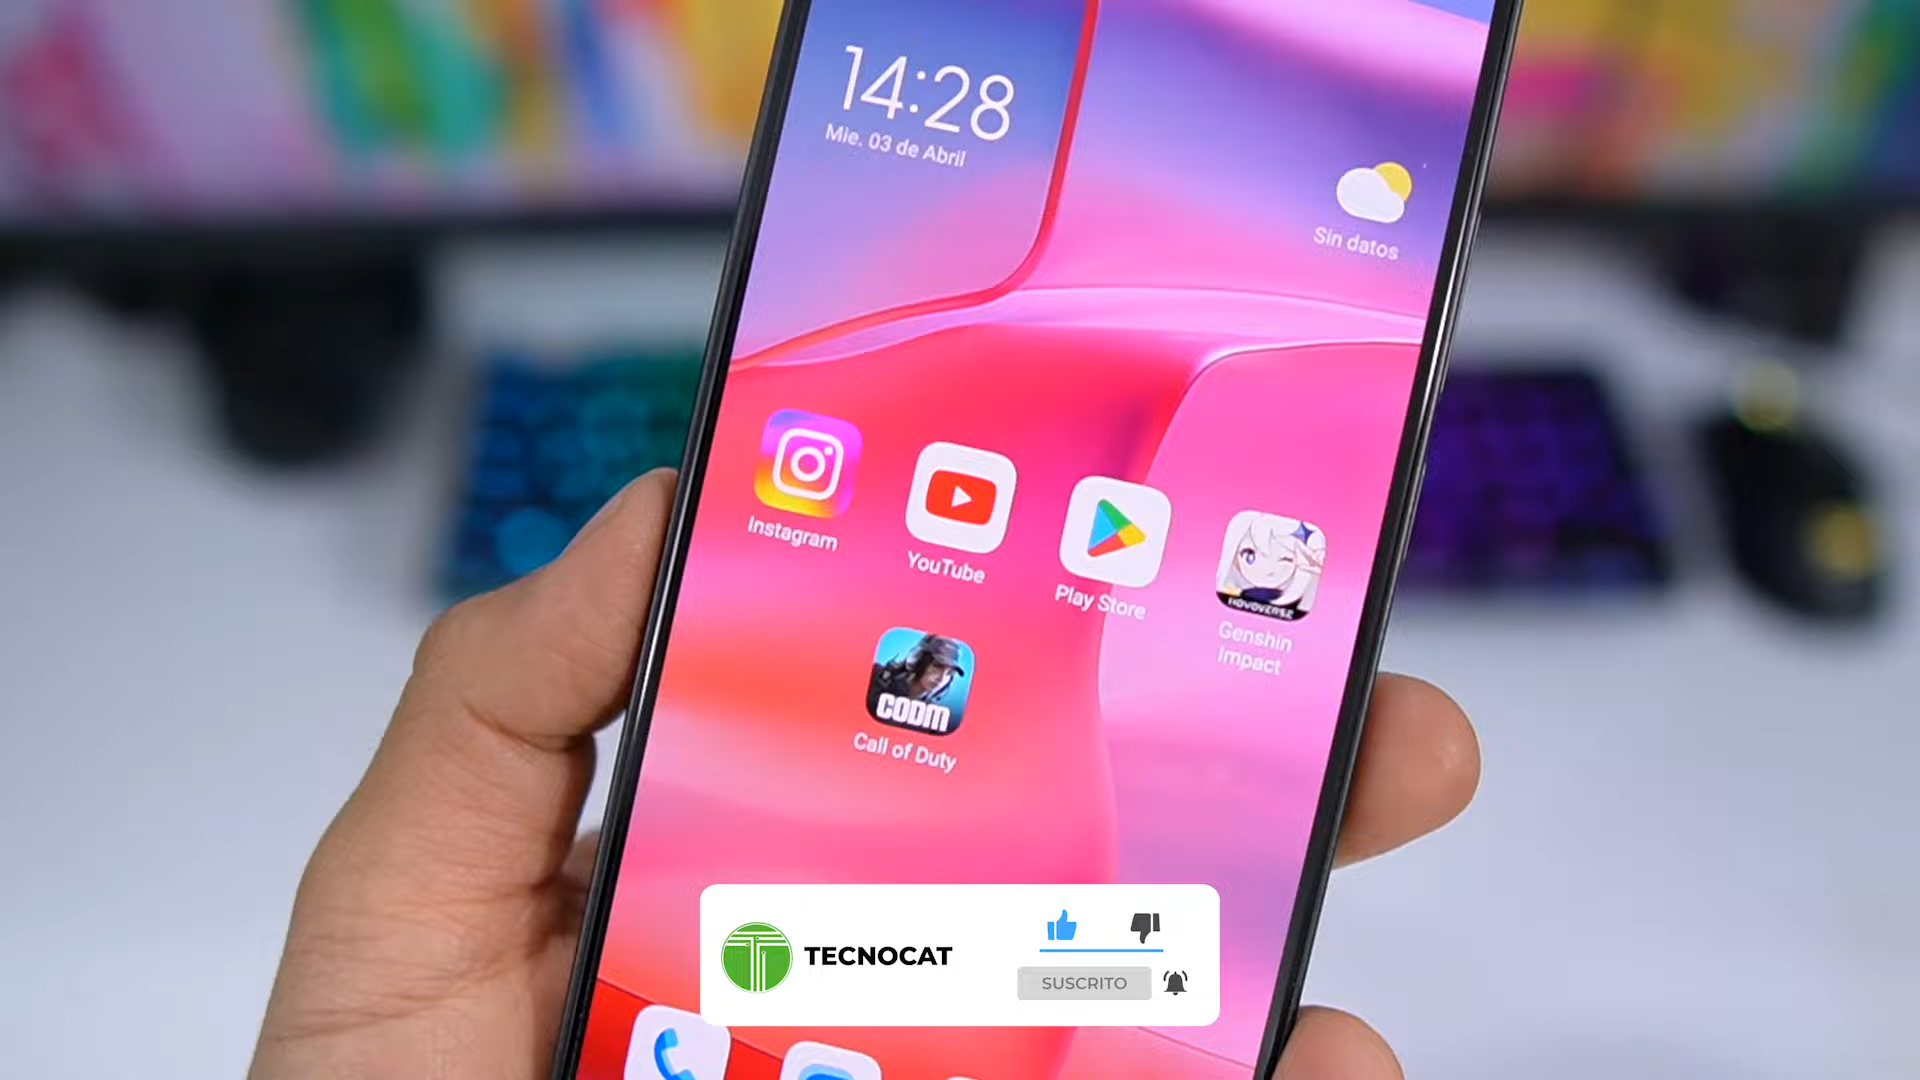 14:28
Mie. 03 de Abril
Sin datos
Instagram
YouTube
Play Store
HOYOVERSE
Genshin
Impact
CODM
Call of Duty
TECNOCAT
SUSCRITO